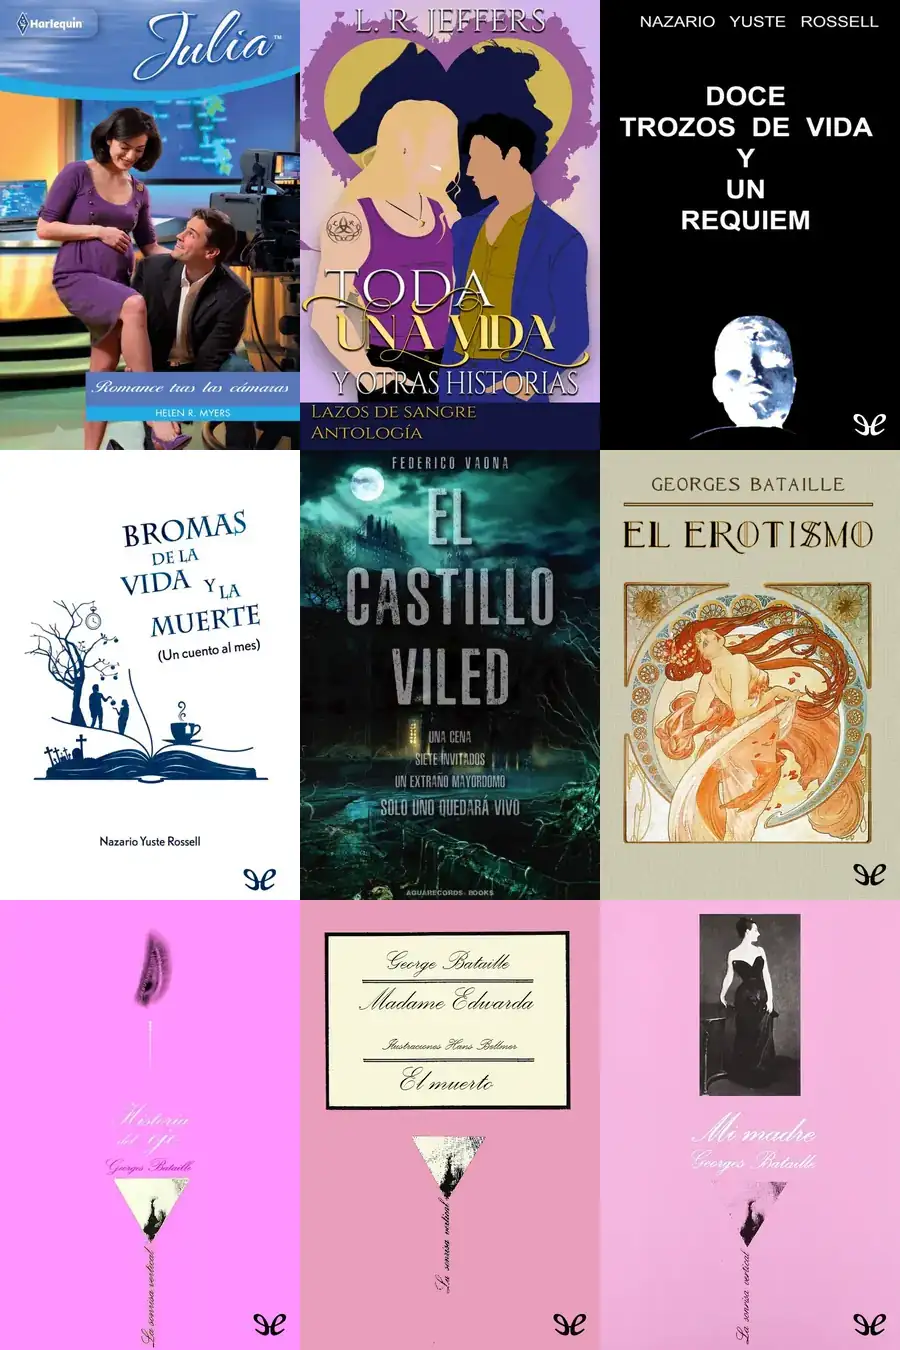 Harlequin
Julia™
Romance tras las cámaras
HELEN R. MYERS
L. R. JEFFERS
TODA
UNA VIDA
Y OTRAS HISTORIAS
LAZOS DE SANGRE
ANTOLOGÍA
NAZARIO YUSTE ROSSELL
DOCE
TROZOS DE VIDA
Y
UN
REQUIEM
BROMAS
DE LA
VIDA Y LA
MUERTE
(Un cuento al mes)
Nazario Yuste Rossell
FEDERICO VAONA
EL
CASTILLO
VILED
UNA CENA
SIETE INVITADOS
UN EXTRAÑO MAYORDOMO
SÓLO UNO QUEDARÁ VIVO
AGUARECORDS- BOOKS
GEORGES BATAILLE
EL EROTISMO
Historia
del ojo
Georges Bataille
La sonrisa vertical
George Bataille
Madame Edwarda
Ilustraciones Hans Bellmer
El muerto
La sonrisa vertical
Mi madre
Georges Bataille
La sonrisa vertical